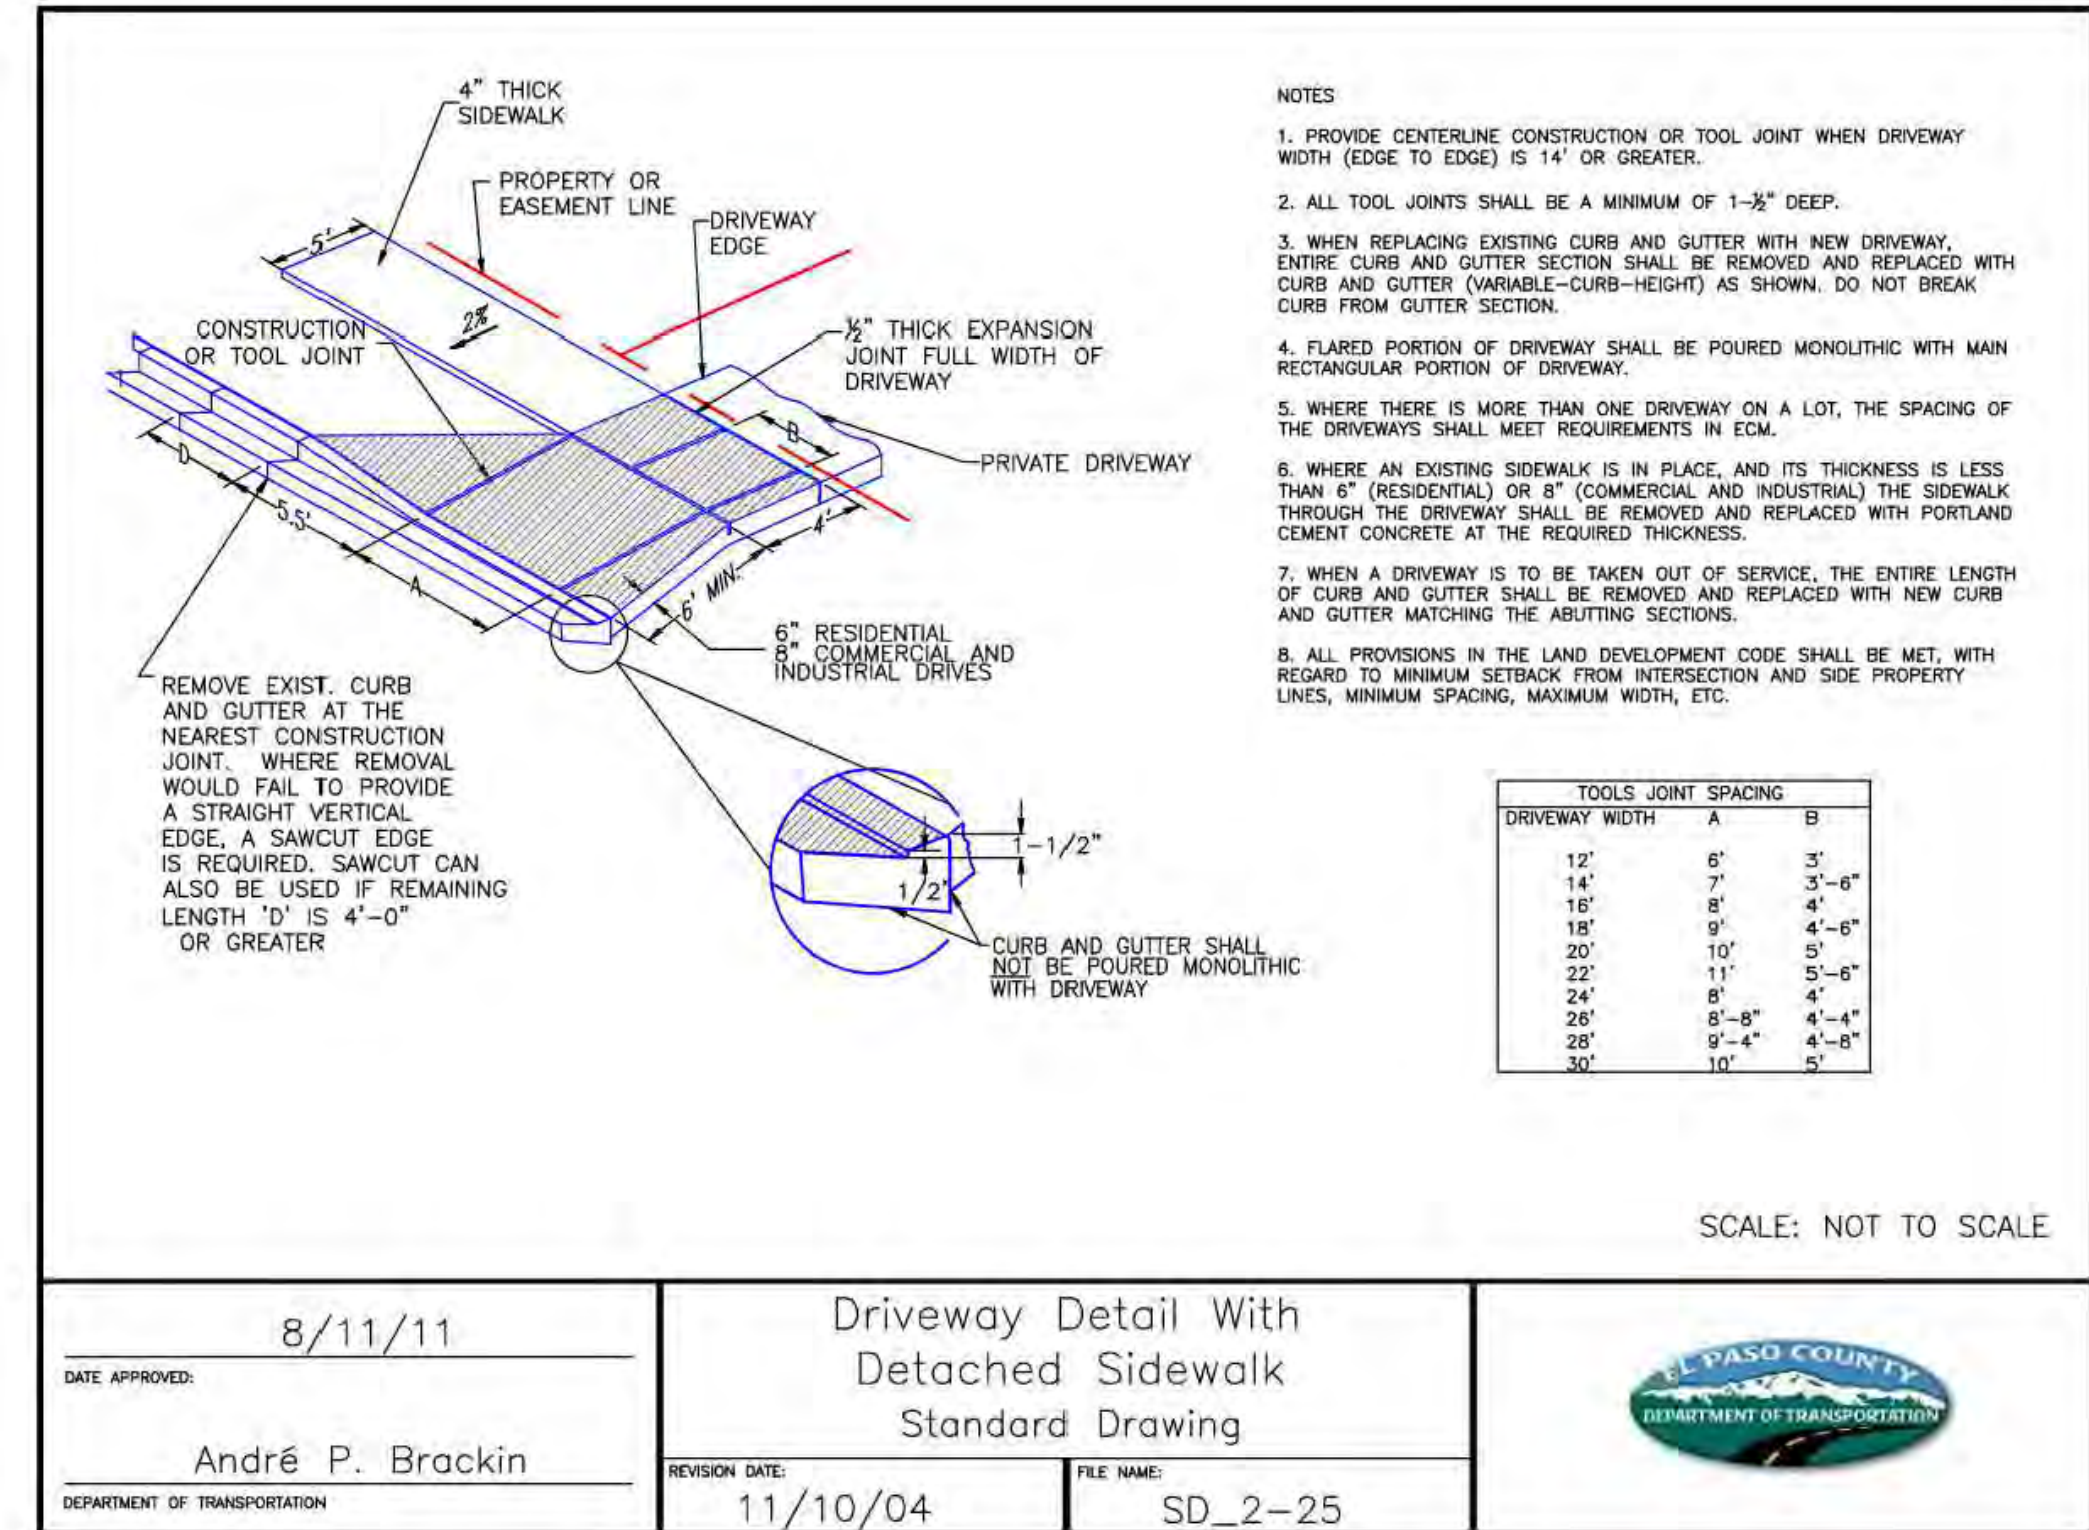 4" THICK
SIDEWALK
PROPERTY OR
EASEMENT LINE
DRIVEWAY
EDGE
5'
2%
CONSTRUCTION
OR TOOL JOINT
½" THICK EXPANSION
JOINT FULL WIDTH OF
DRIVEWAY
B
PRIVATE DRIVEWAY
D
5.5'
A
4'
6' MIN.
6" RESIDENTIAL
8" COMMERCIAL AND
INDUSTRIAL DRIVES
REMOVE EXIST. CURB
AND GUTTER AT THE
NEAREST CONSTRUCTION
JOINT. WHERE REMOVAL
WOULD FAIL TO PROVIDE
A STRAIGHT VERTICAL
EDGE, A SAWCUT EDGE
IS REQUIRED. SAWCUT CAN
ALSO BE USED IF REMAINING
LENGTH 'D' IS 4'-0"
OR GREATER
1-1/2"
1/2"
CURB AND GUTTER SHALL
NOT BE POURED MONOLITHIC
WITH DRIVEWAY
NOTES
1. PROVIDE CENTERLINE CONSTRUCTION OR TOOL JOINT WHEN DRIVEWAY
WIDTH (EDGE TO EDGE) IS 14' OR GREATER.
2. ALL TOOL JOINTS SHALL BE A MINIMUM OF 1-½" DEEP.
3. WHEN REPLACING EXISTING CURB AND GUTTER WITH NEW DRIVEWAY,
ENTIRE CURB AND GUTTER SECTION SHALL BE REMOVED AND REPLACED WITH
CURB AND GUTTER (VARIABLE-CURB-HEIGHT) AS SHOWN. DO NOT BREAK
CURB FROM GUTTER SECTION.
4. FLARED PORTION OF DRIVEWAY SHALL BE POURED MONOLITHIC WITH MAIN
RECTANGULAR PORTION OF DRIVEWAY.
5. WHERE THERE IS MORE THAN ONE DRIVEWAY ON A LOT, THE SPACING OF
THE DRIVEWAYS SHALL MEET REQUIREMENTS IN ECM.
6. WHERE AN EXISTING SIDEWALK IS IN PLACE, AND ITS THICKNESS IS LESS
THAN 6" (RESIDENTIAL) OR 8" (COMMERCIAL AND INDUSTRIAL) THE SIDEWALK
THROUGH THE DRIVEWAY SHALL BE REMOVED AND REPLACED WITH PORTLAND
CEMENT CONCRETE AT THE REQUIRED THICKNESS.
7. WHEN A DRIVEWAY IS TO BE TAKEN OUT OF SERVICE, THE ENTIRE LENGTH
OF CURB AND GUTTER SHALL BE REMOVED AND REPLACED WITH NEW CURB
AND GUTTER MATCHING THE ABUTTING SECTIONS.
8. ALL PROVISIONS IN THE LAND DEVELOPMENT CODE SHALL BE MET, WITH
REGARD TO MINIMUM SETBACK FROM INTERSECTION AND SIDE PROPERTY
LINES, MINIMUM SPACING, MAXIMUM WIDTH, ETC.
TOOLS JOINT SPACING
DRIVEWAY WIDTH A B
12' 6' 3'
14' 7' 3'-6"
16' 8' 4'
18' 9' 4'-6"
20' 10' 5'
22' 11' 5'-6"
24' 8' 4'
26' 8'-8" 4'-4"
28' 9'-4" 4'-8"
30' 10' 5'
SCALE: NOT TO SCALE
8/11/11
DATE APPROVED:
André P. Brackin
DEPARTMENT OF TRANSPORTATION
Driveway Detail With
Detached Sidewalk
Standard Drawing
REVISION DATE:
11/10/04
FILE NAME:
SD_2-25
EL PASO COUNTY
DEPARTMENT OF TRANSPORTATION